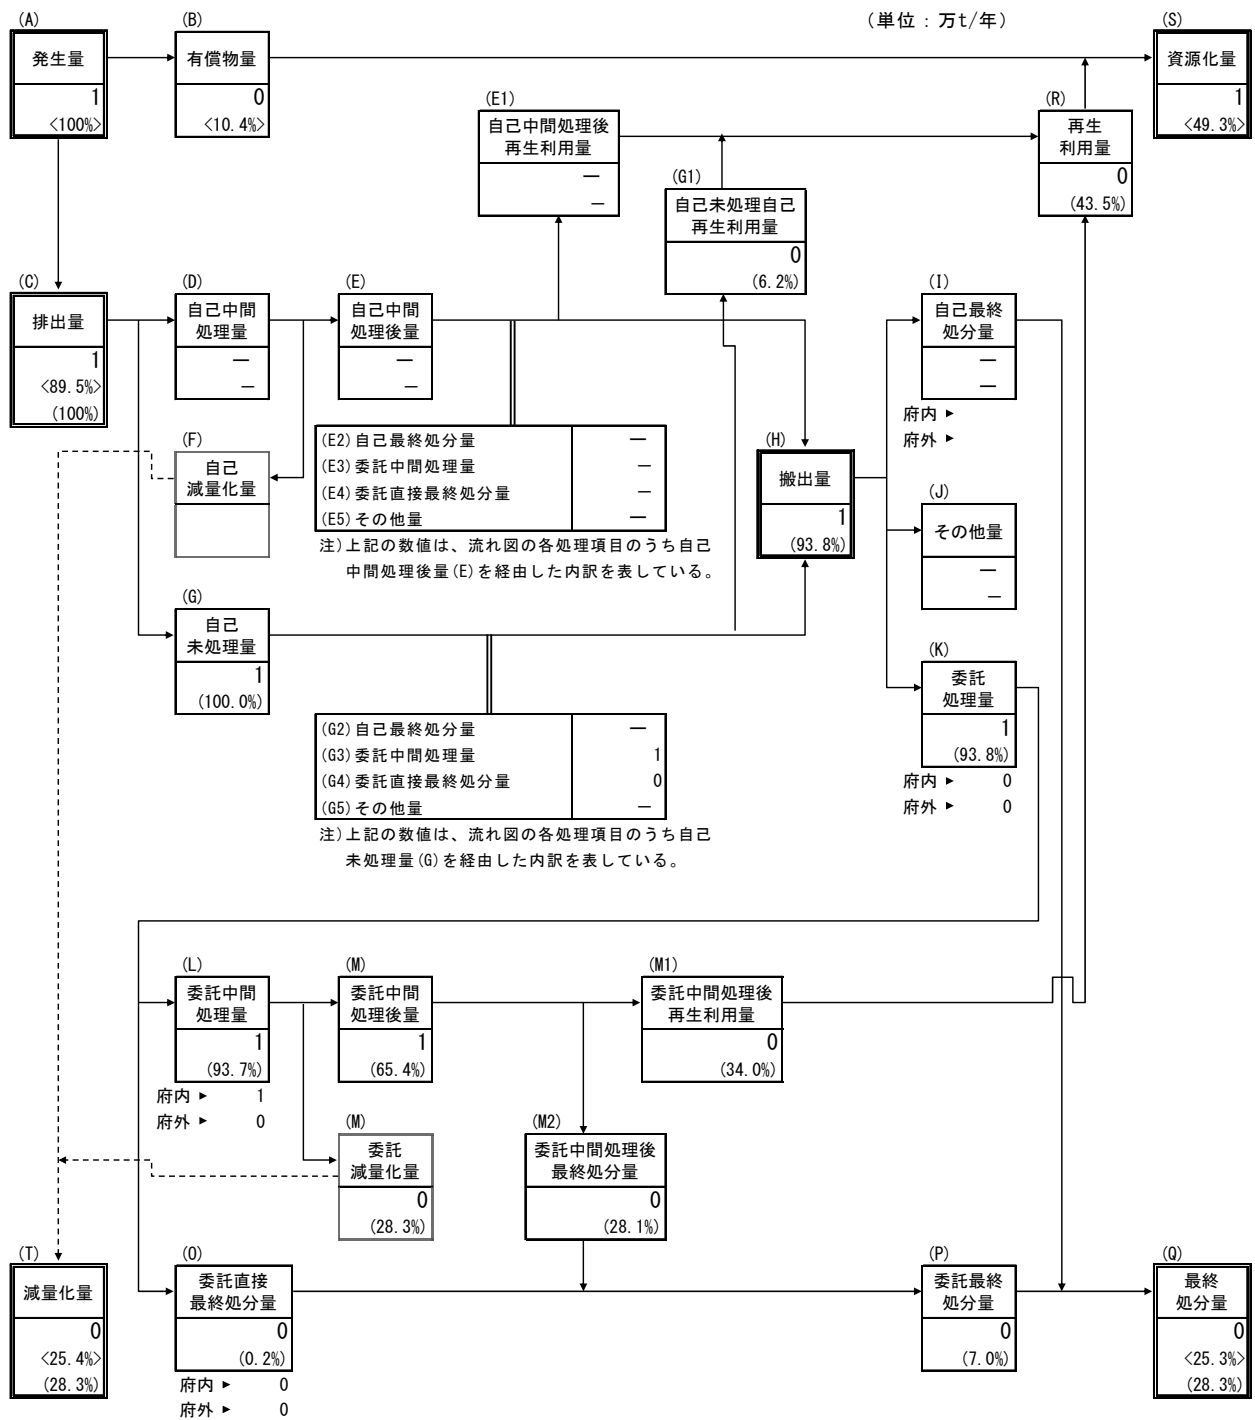 (単位：万t/年)
(A)
発生量
1
<100%>
(B)
有償物量
0
<10.4%>
(S)
資源化量
1
<49.3%>
(E1)
自己中間処理後
再生利用量
－
－
(R)
再生
利用量
0
(43.5%)
(G1)
自己未処理自己
再生利用量
0
(6.2%)
(C)
排出量
1
<89.5%>
(100%)
(D)
自己中間
処理量
－
－
(E)
自己中間
処理後量
－
－
(I)
自己最終
処分量
－
－
府内 ►
府外 ►
(F)
自己
減量化量
(E2)自己最終処分量 －
(E3)委託中間処理量 －
(E4)委託直接最終処分量 －
(E5)その他量 －
注)上記の数値は、流れ図の各処理項目のうち自己
中間処理後量(E)を経由した内訳を表している。
(H)
搬出量
1
(93.8%)
(J)
その他量
－
－
(G)
自己
未処理量
1
(100.0%)
(K)
委託
処理量
1
(93.8%)
府内 ► 0
府外 ► 0
(G2)自己最終処分量 －
(G3)委託中間処理量 1
(G4)委託直接最終処分量 0
(G5)その他量 －
注)上記の数値は、流れ図の各処理項目のうち自己
未処理量(G)を経由した内訳を表している。
(L)
委託中間
処理量
1
(93.7%)
府内 ► 1
府外 ► 0
(M)
委託中間
処理後量
1
(65.4%)
(M1)
委託中間処理後
再生利用量
0
(34.0%)
(M)
委託
減量化量
0
(28.3%)
(M2)
委託中間処理後
最終処分量
0
(28.1%)
(T)
減量化量
0
<25.4%>
(28.3%)
(O)
委託直接
最終処分量
0
(0.2%)
府内 ► 0
府外 ► 0
(P)
委託最終
処分量
0
(7.0%)
(Q)
最終
処分量
0
<25.3%>
(28.3%)